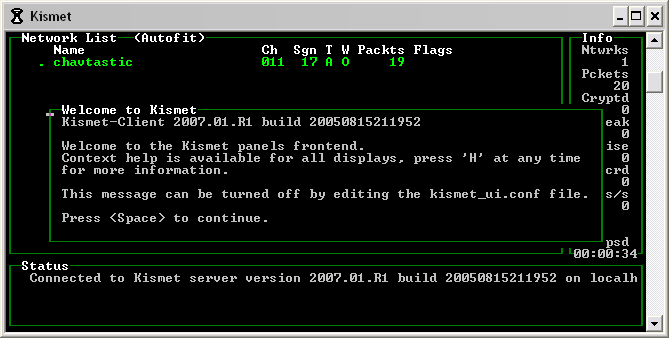 Kismet
Network List (Autofit)
Name Ch Sgn T W Packts Flags
. chavtastic 011 17 A O 19
Info
Ntwrks
1
Pckets
20
Cryptd
0
eak
0
ise
0
crd
0
s/s
0
psd
00:00:34
Welcome to Kismet
Kismet-Client 2007.01.R1 build 20050815211952
Welcome to the Kismet panels frontend.
Context help is available for all displays, press 'H' at any time
for more information.
This message can be turned off by editing the kismet_ui.conf file.
Press <Space> to continue.
Status
Connected to Kismet server version 2007.01.R1 build 20050815211952 on localh